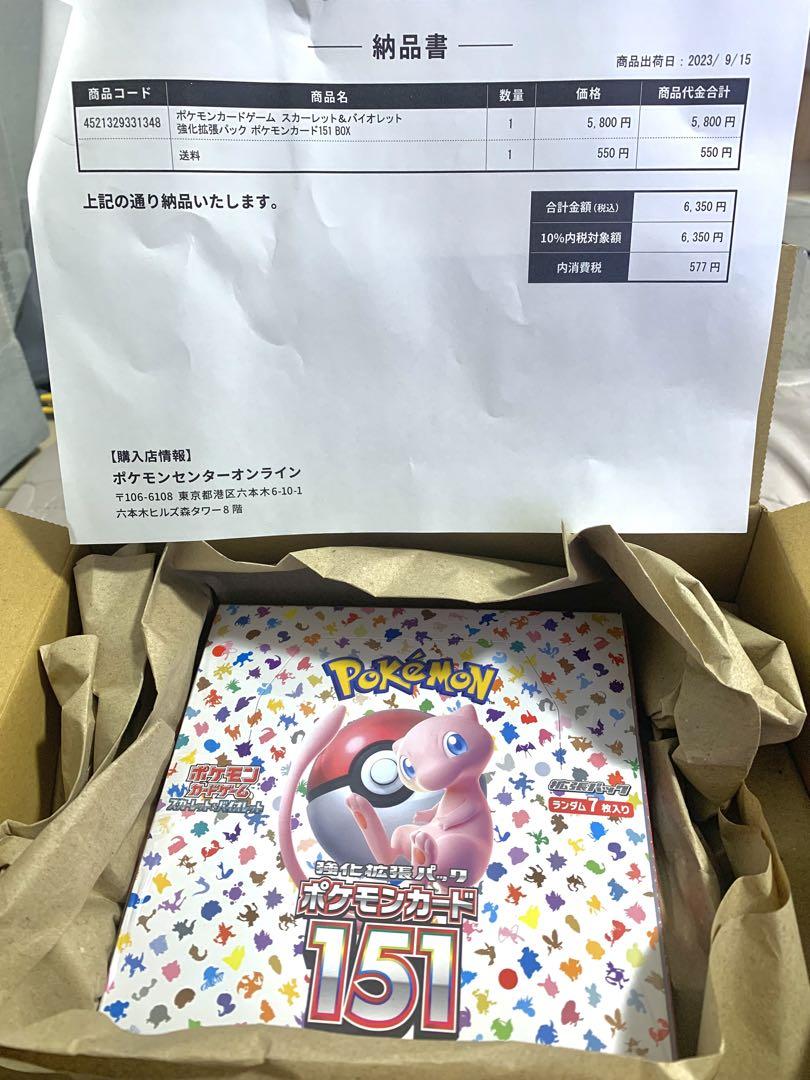 納品書
商品出荷日：2023/ 9/15
商品コード 商品名 数量 価格 商品代金合計
4521329331348 ポケモンカードゲーム スカーレット&バイオレット 1 5,800 円 5,800 円
強化拡張パック ポケモンカード151 BOX
送料 1 550 円 550 円
上記の通り納品いたします。
合計金額(税込) 6,350 円
10%内税対象額 6,350 円
内消費税 577 円
【購入店情報】
ポケモンセンターオンライン
〒106-6108 東京都港区六本木6-10-1
六本木ヒルズ森タワー8 階
POKéMON
ポケモン
カードゲーム
スカーレット&バイオレット
拡張パック
ランダム 7 枚入り
強化拡張パック
ポケモンカード
151